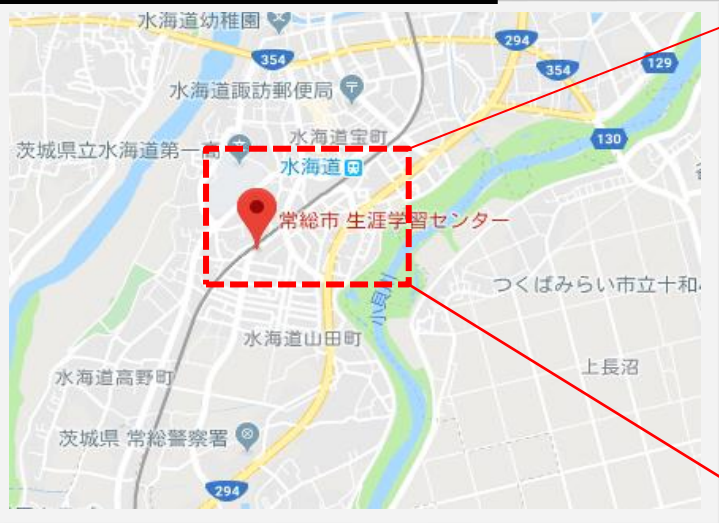 水海道幼稚園
294
354
354
129
水海道諏訪郵便局
水海道宝町
130
茨城県立水海道第一高
水海道
常総市 生涯学習センター
小貝川
つくばみらい市立十和
水海道山田町
上長沼
水海道高野町
茨城県 常総警察署
294